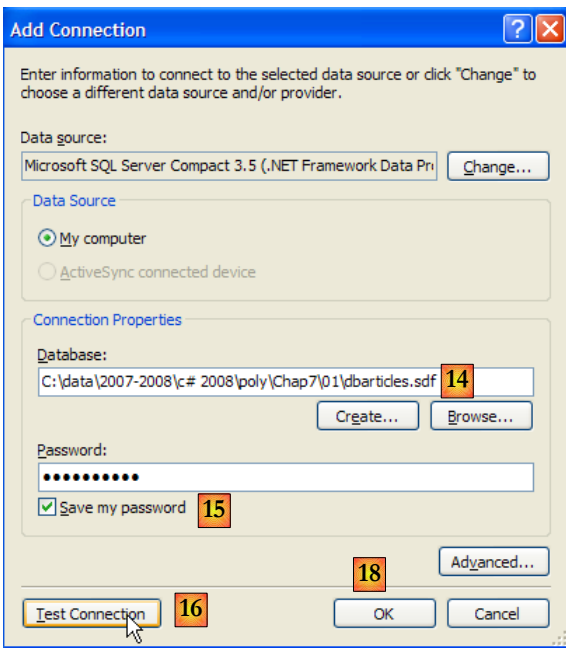 Add Connection
Enter information to connect to the selected data source or click "Change" to
choose a different data source and/or provider.
Data source:
Microsoft SQL Server Compact 3.5 (.NET Framework Data Pr
Change...
Data Source
My computer
ActiveSync connected device
Connection Properties
Database:
C:\data\2007-2008\c# 2008\poly\Chap7\01\dbarticles.sdf 14
Create... Browse...
Password:
●●●●●●●●●●
Save my password 15
Advanced...
18
Test Connection 16 OK Cancel